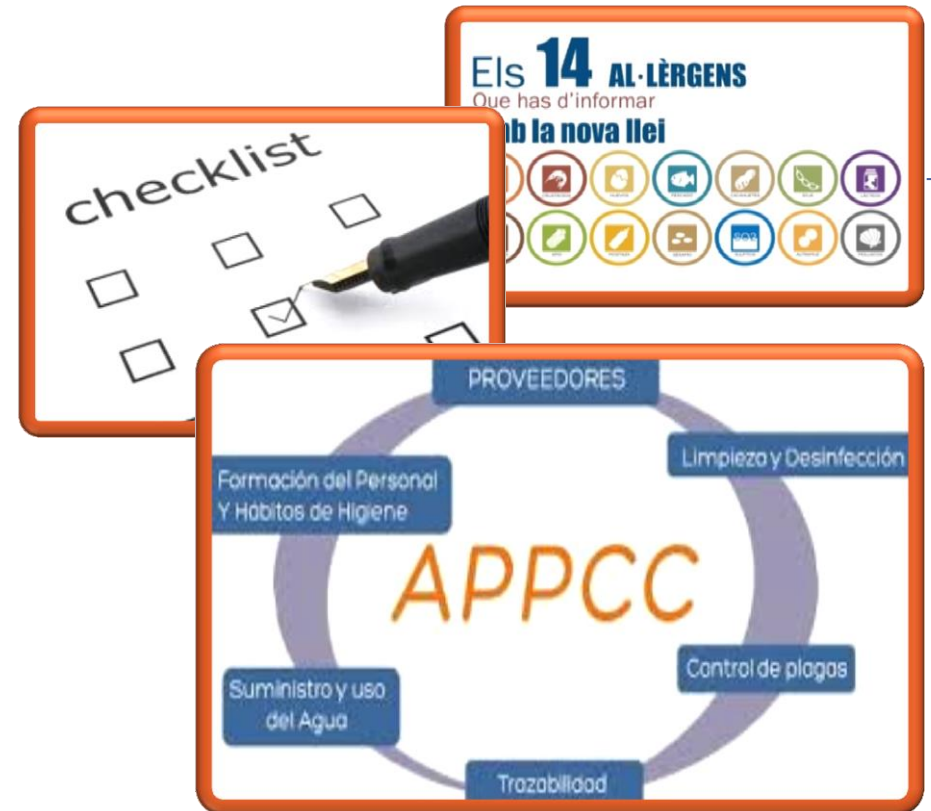 Els 14 AL·LÈRGENS
Que has d'informar
la nova llei
checklist
SO2
PROVEEDORES
Limpieza y Desinfección
Formación del Personal
Y Hábitos de Higiene
APPCC
Control de plagas
Suministro y uso
del Agua
Trazabilidad